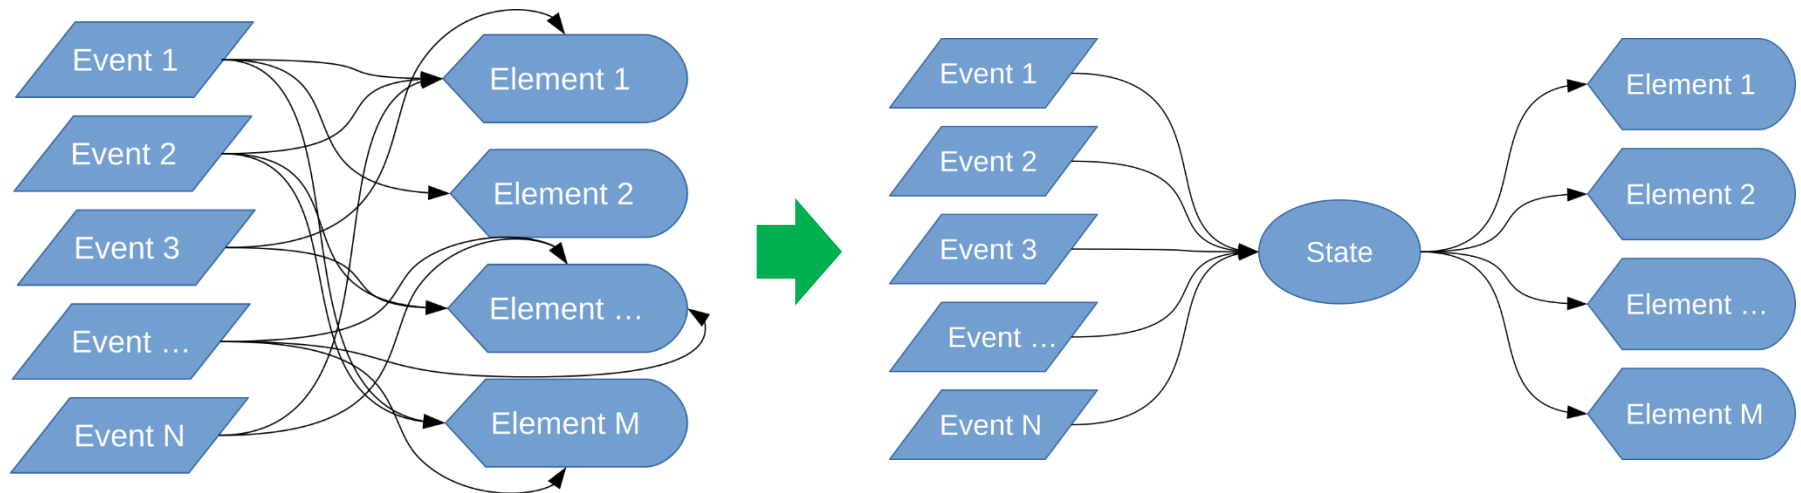 Event 1
Event 2
Event 3
Event ...
Event N
Element 1
Element 2
Element ...
Element M
Event 1
Event 2
Event 3
Event ...
Event N
State
Element 1
Element 2
Element ...
Element M